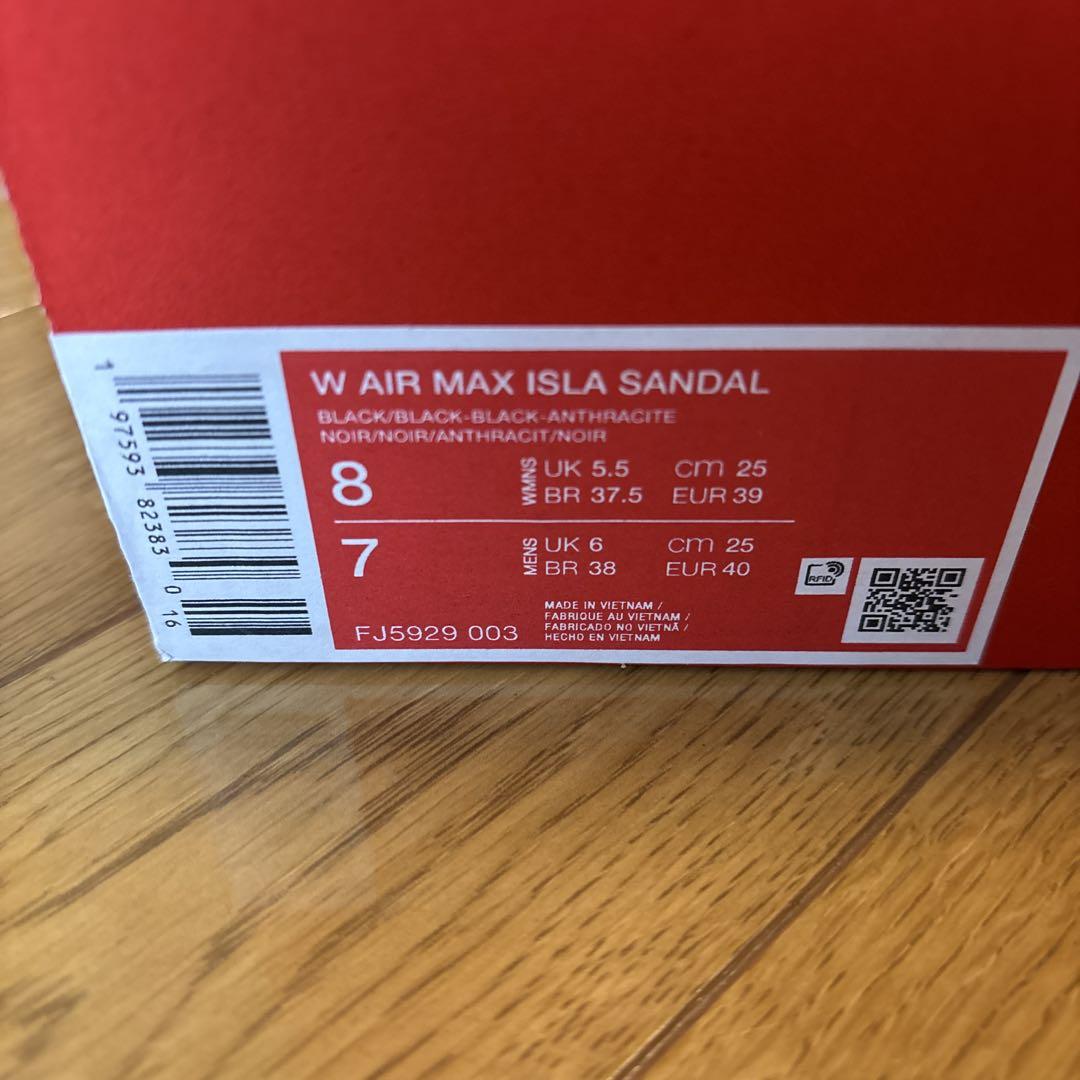 W AIR MAX ISLA SANDAL
BLACK/BLACK-BLACK-ANTHRACITE
NOIR/NOIR/ANTHRACIT/NOIR
8 WMNS UK 5.5 cm 25
BR 37.5 EUR 39
7 MENS UK 6 cm 25
BR 38 EUR 40
FJ5929 003
MADE IN VIETNAM /
FABRIQUE AU VIETNAM /
FABRICADO NO VIETNÃ /
HECHO EN VIETNAM
RFID
1 97593 82383 0 16